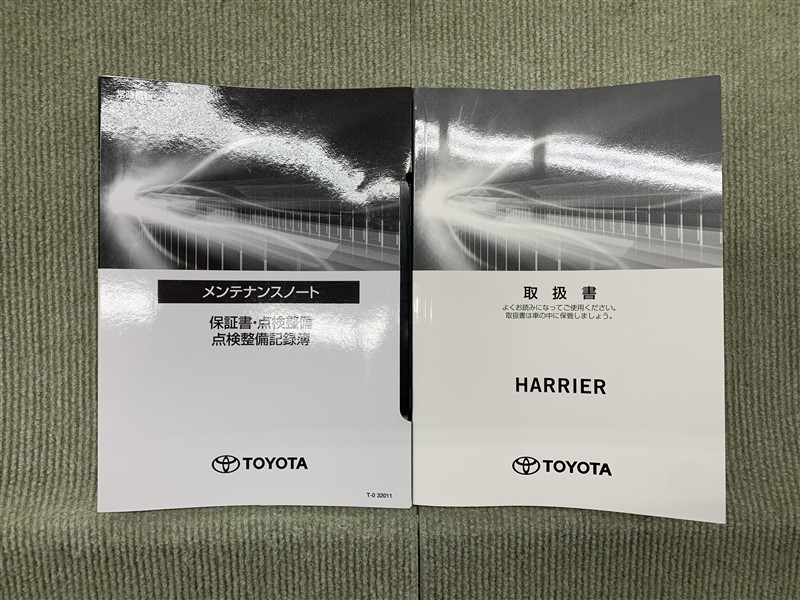 メンテナンスノート
保証書・点検整備
点検整備記録簿
TOYOTA
T-0 32011
取扱書
よくお読みになってご使用ください。
取扱書は車の中に保管しましょう。
HARRIER
TOYOTA